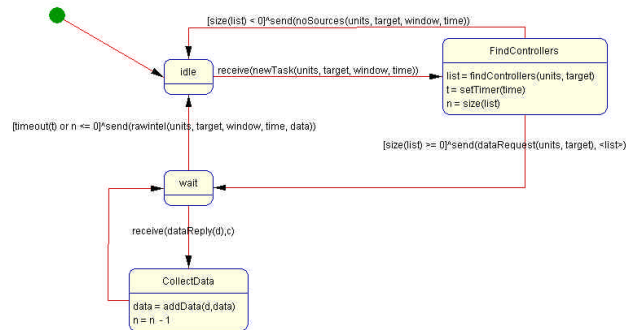 [size(list) < 0]^send(noSources(units, target, window, time))
FindControllers
idle
receive(newTask(units, target, window, time))
list = findControllers(units, target)
t = setTimer(time)
n = size(list)
[timeout(t) or n <= 0]^send(rawintel(units, target, window, time, data))
[size(list) >= 0]^send(dataRequest(units, target), <list>)
wait
receive(dataReply(d),c)
CollectData
data = addData(d,data)
n = n - 1